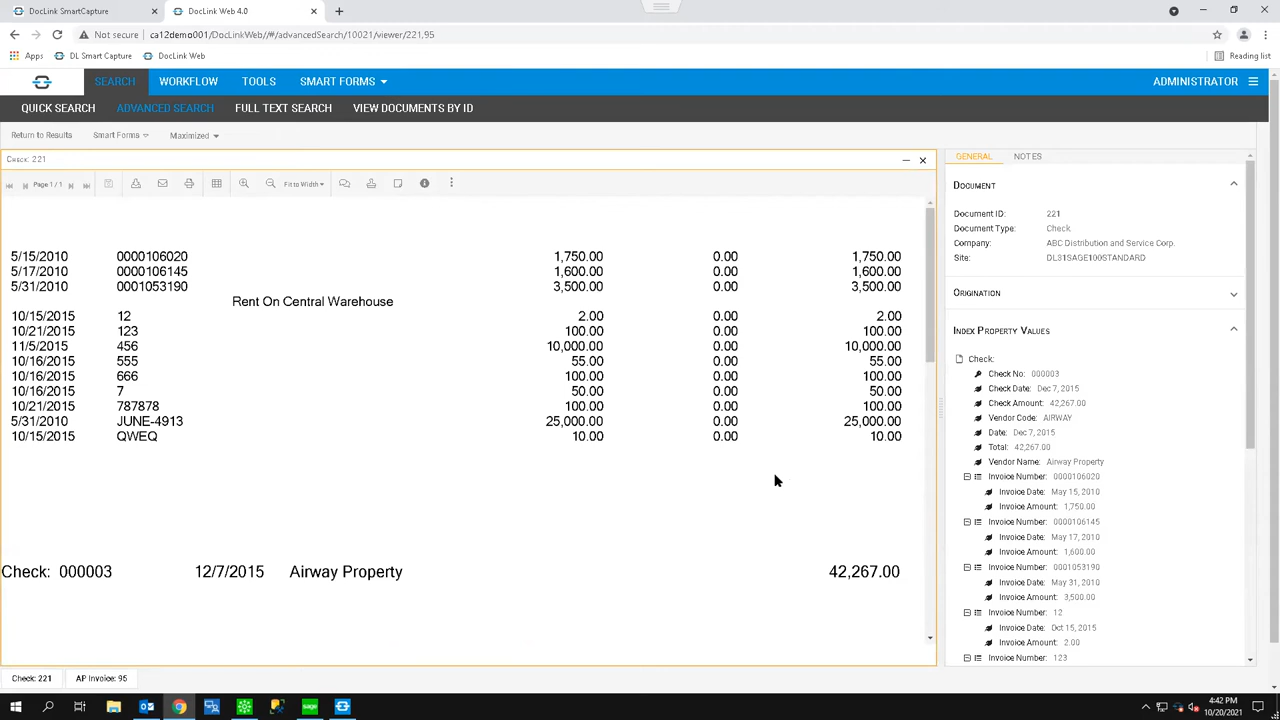 DocLink SmartCapture
DocLink Web 4.0
Not secure
ca12demo001/DocLinkWeb//#/advancedSearch/10021/viewer/221,95
Apps
DL Smart Capture
DocLink Web
Reading list
SEARCH
WORKFLOW
TOOLS
SMART FORMS
ADMINISTRATOR
QUICK SEARCH
ADVANCED SEARCH
FULL TEXT SEARCH
VIEW DOCUMENTS BY ID
Return to Results
Smart Forms
Maximized
Check: 221
Page 1 / 1
Fit to Width
5/15/2010 0000106020 1,750.00 0.00 1,750.00
5/17/2010 0000106145 1,600.00 0.00 1,600.00
5/31/2010 0001053190 3,500.00 0.00 3,500.00
Rent On Central Warehouse
10/15/2015 12 2.00 0.00 2.00
10/21/2015 123 100.00 0.00 100.00
11/5/2015 456 10,000.00 0.00 10,000.00
10/16/2015 555 55.00 0.00 55.00
10/16/2015 666 100.00 0.00 100.00
10/16/2015 7 50.00 0.00 50.00
10/21/2015 787878 100.00 0.00 100.00
5/31/2010 JUNE-4913 25,000.00 0.00 25,000.00
10/15/2015 QWEQ 10.00 0.00 10.00
Check: 000003 12/7/2015 Airway Property 42,267.00
GENERAL
NOTES
DOCUMENT
Document ID: 221
Document Type: Check
Company: ABC Distribution and Service Corp.
Site: DL31SAGE100STANDARD
ORIGINATION
INDEX PROPERTY VALUES
Check:
Check No: 000003
Check Date: Dec 7, 2015
Check Amount: 42,267.00
Vendor Code: AIRWAY
Date: Dec 7, 2015
Total: 42,267.00
Vendor Name: Airway Property
Invoice Number: 0000106020
Invoice Date: May 15, 2010
Invoice Amount: 1,750.00
Invoice Number: 0000106145
Invoice Date: May 17, 2010
Invoice Amount: 1,600.00
Invoice Number: 0001053190
Invoice Date: May 31, 2010
Invoice Amount: 3,500.00
Invoice Number: 12
Invoice Date: Oct 15, 2015
Invoice Amount: 2.00
Invoice Number: 123
Check: 221
AP Invoice: 95
sage
4:42 PM
10/20/2021